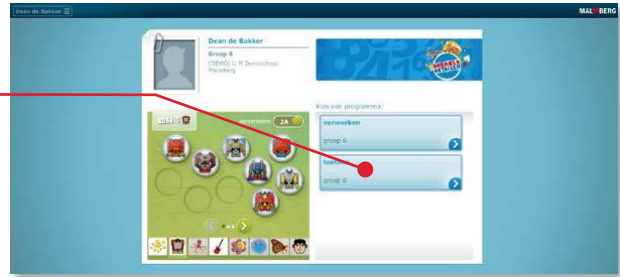 Dean de Bakker
MALMBERG
Dean de Bakker
Groep 6
(DEMO) U M Demoschool
Malmberg
Kies een programma:
verwerken
groep 6
JA
toetsen
groep 6